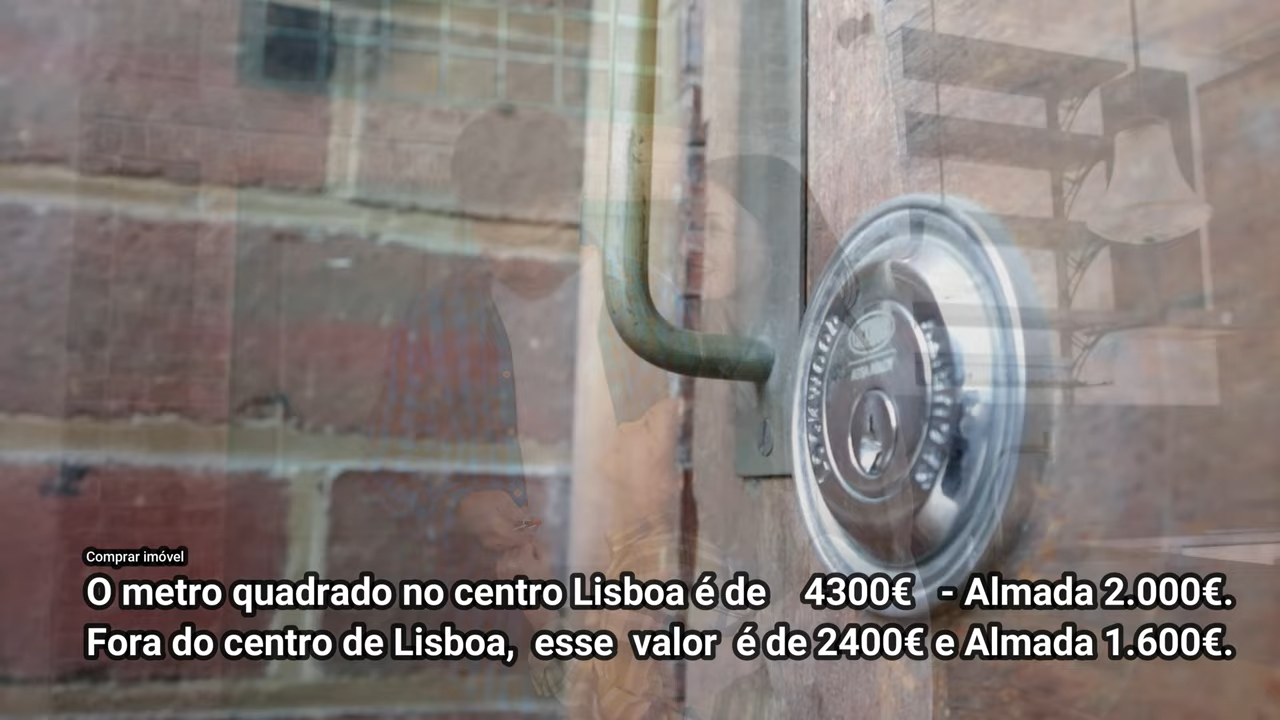 Comprar imóvel
O metro quadrado no centro Lisboa é de 4300€ - Almada 2.000€.
Fora do centro de Lisboa, esse valor é de 2400€ e Almada 1.600€.